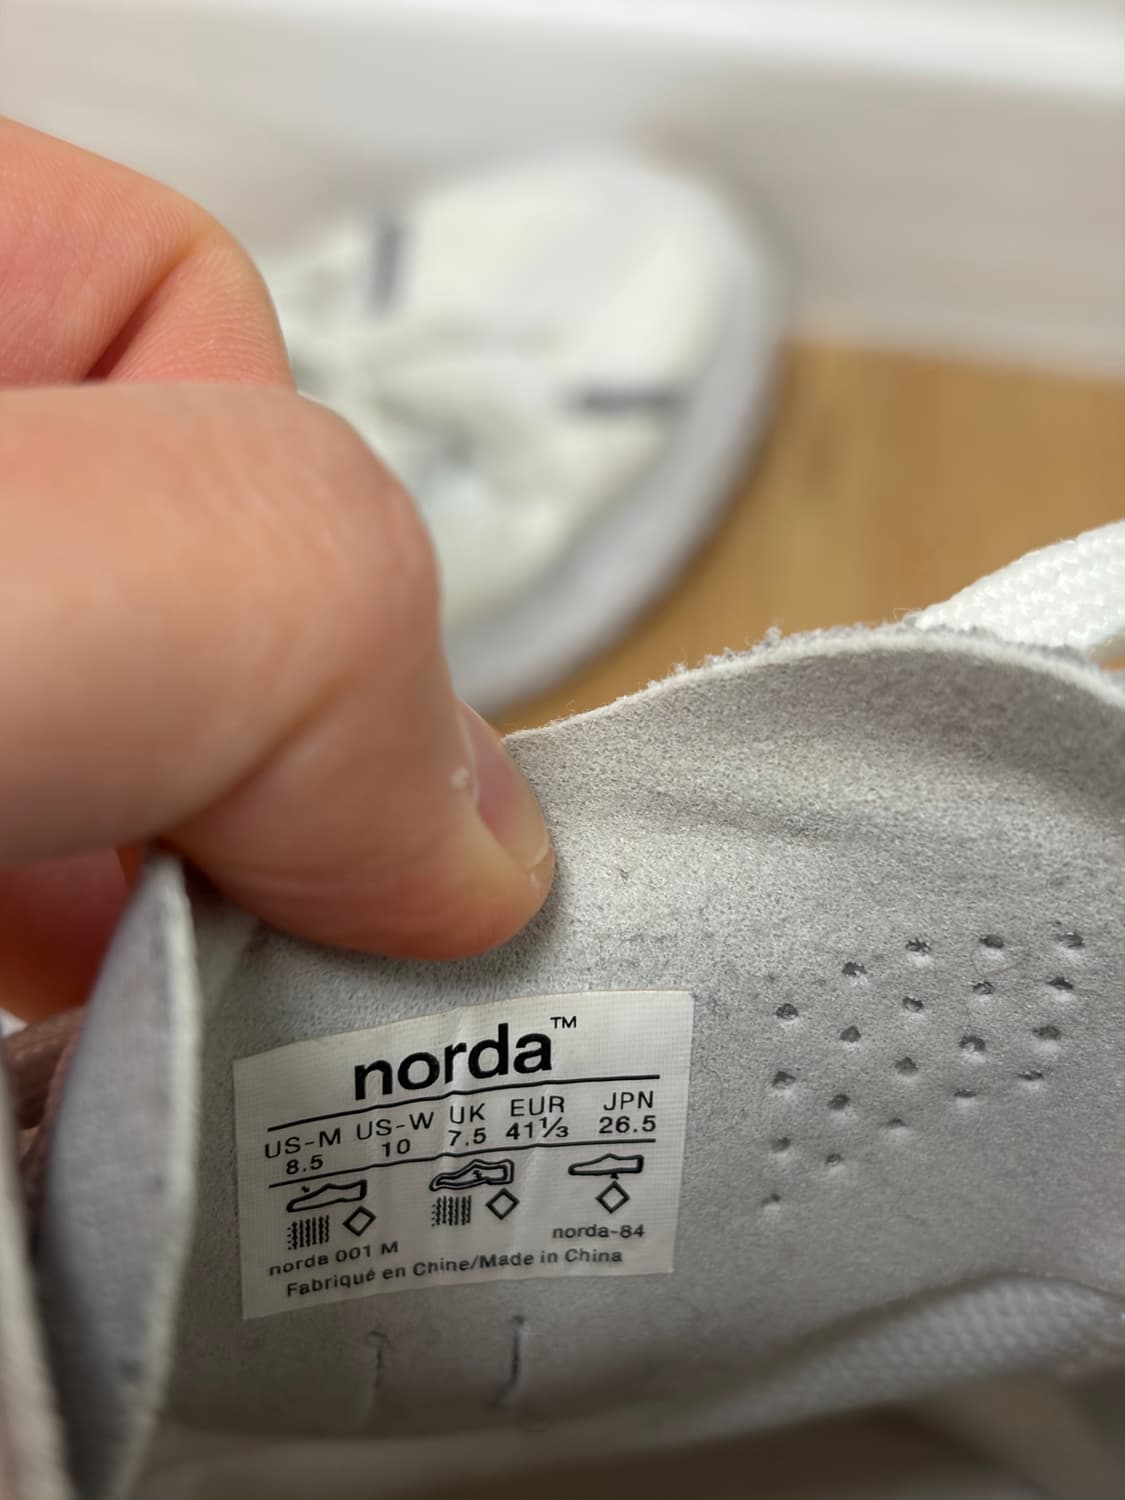 norda™
US-M US-W UK EUR JPN
8.5 10 7.5 41⅓ 26.5
norda 001 M norda-84
Fabriqué en Chine/Made in China